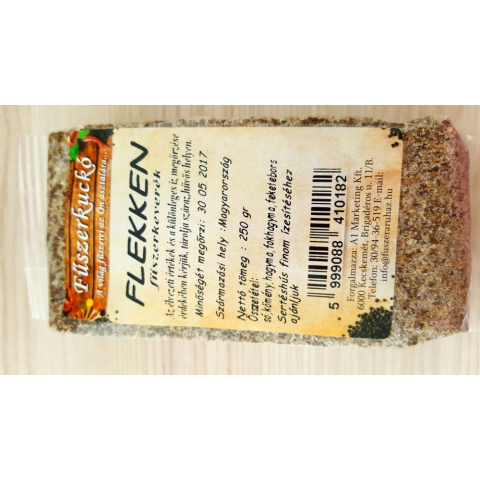 Fűszerkuckó
A világ fűszerei az Ön asztalára...
FLEKKEN
fűszerkeverék
Az élvezeti értékek és a különleges íz megőrzése
érdekében kérjük, tárolja száraz, hűvös helyen.
Minőségét megőrzi: 30 05 2017
Származási hely : Magyarország
Nettó tömeg : 250 gr
Összetétel:
só, kömény, hagyma, fokhagyma, feketebors
Sertéshús finom ízesítéséhez
ajánljuk
5 999088 410182
Forgalmazza: A1 Marketing Kft.
6000 Kecskemét, Brigaderos u. 11/B.
Telefon: 30/94-36-519 E-mail:
info@fuszeraruhaz.hu